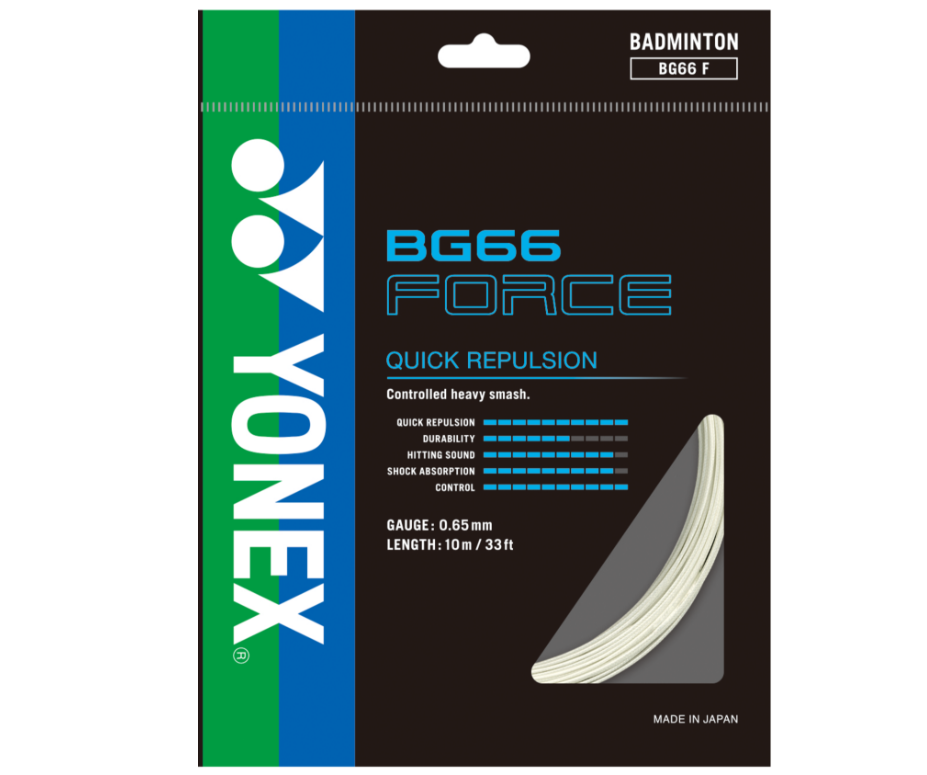 BADMINTON
BG66 F
YONEX®
BG66
FORCE
QUICK REPULSION
Controlled heavy smash.
QUICK REPULSION
DURABILITY
HITTING SOUND
SHOCK ABSORPTION
CONTROL
GAUGE: 0.65mm
LENGTH: 10m / 33ft
MADE IN JAPAN